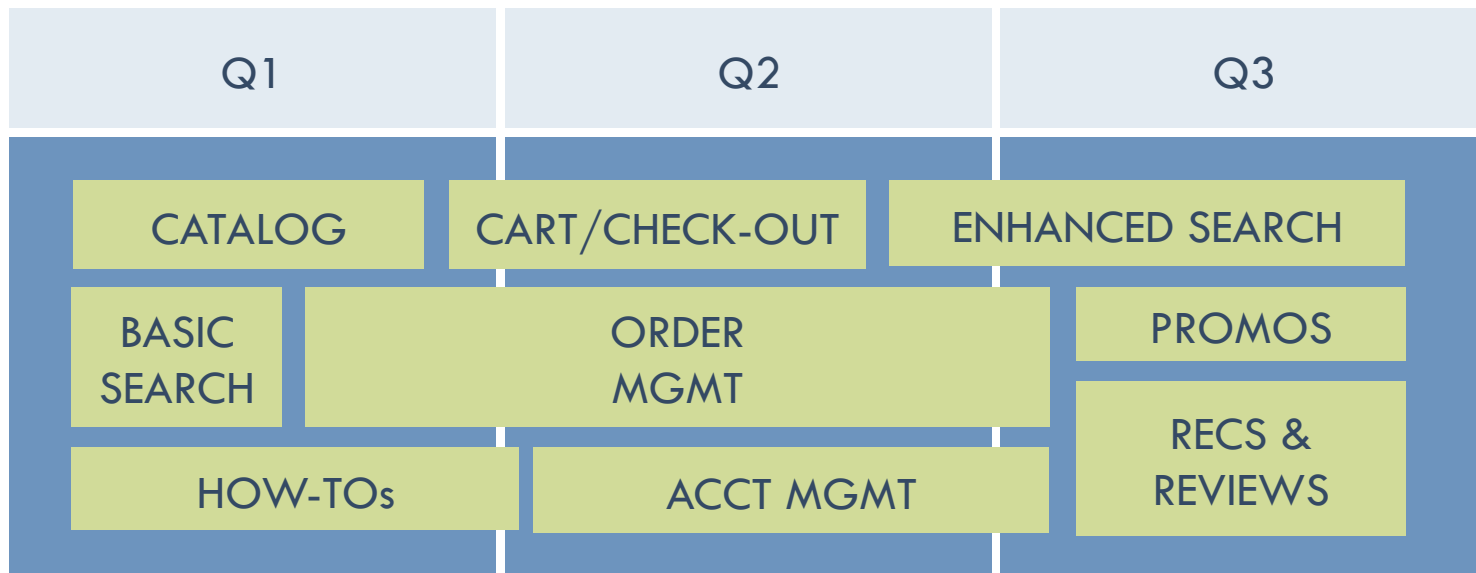 Q1
Q2
Q3
CATALOG
CART/CHECK-OUT
ENHANCED SEARCH
BASIC
SEARCH
ORDER
MGMT
PROMOS
RECS &
REVIEWS
HOW-TOs
ACCT MGMT